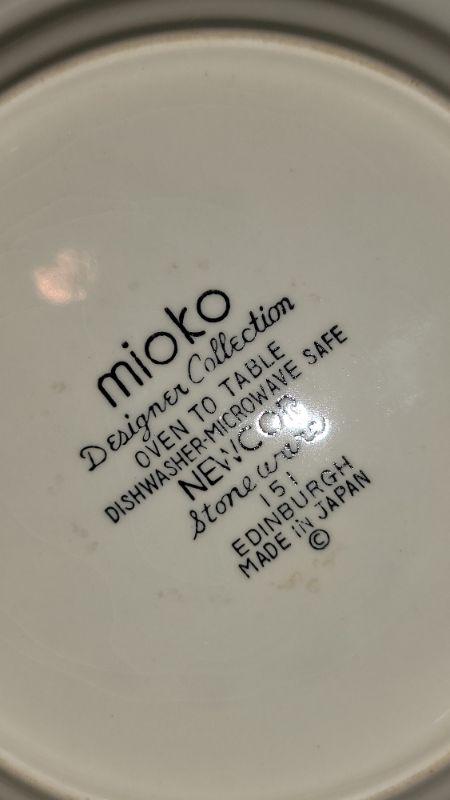 mioko
Designer Collection
OVEN TO TABLE
DISHWASHER-MICROWAVE SAFE
NEWCOR
Stoneware
151
EDINBURGH
MADE IN JAPAN
©